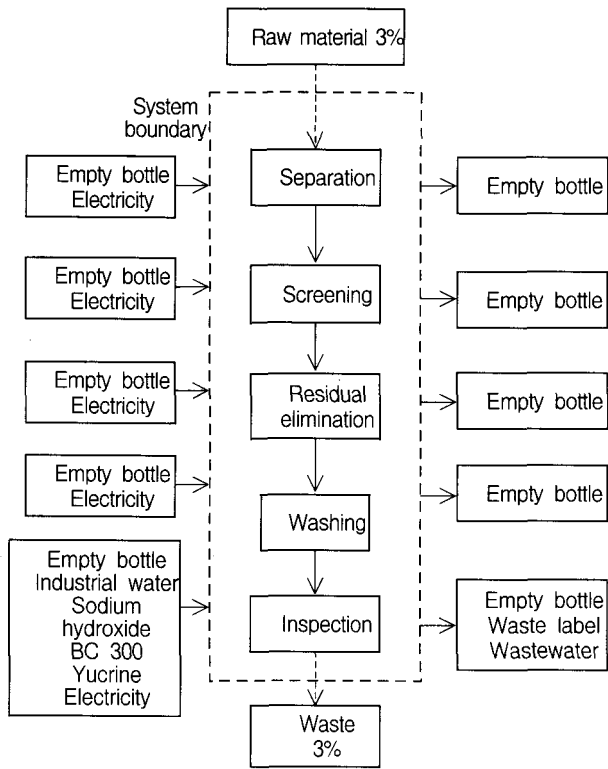 Raw material 3%
System
boundary
Empty bottle
Electricity
Separation
Empty bottle
Empty bottle
Electricity
Screening
Empty bottle
Empty bottle
Electricity
Residual
elimination
Empty bottle
Empty bottle
Electricity
Washing
Empty bottle
Empty bottle
Industrial water
Sodium
hydroxide
BC 300
Yucrine
Electricity
Inspection
Empty bottle
Waste label
Wastewater
Waste
3%